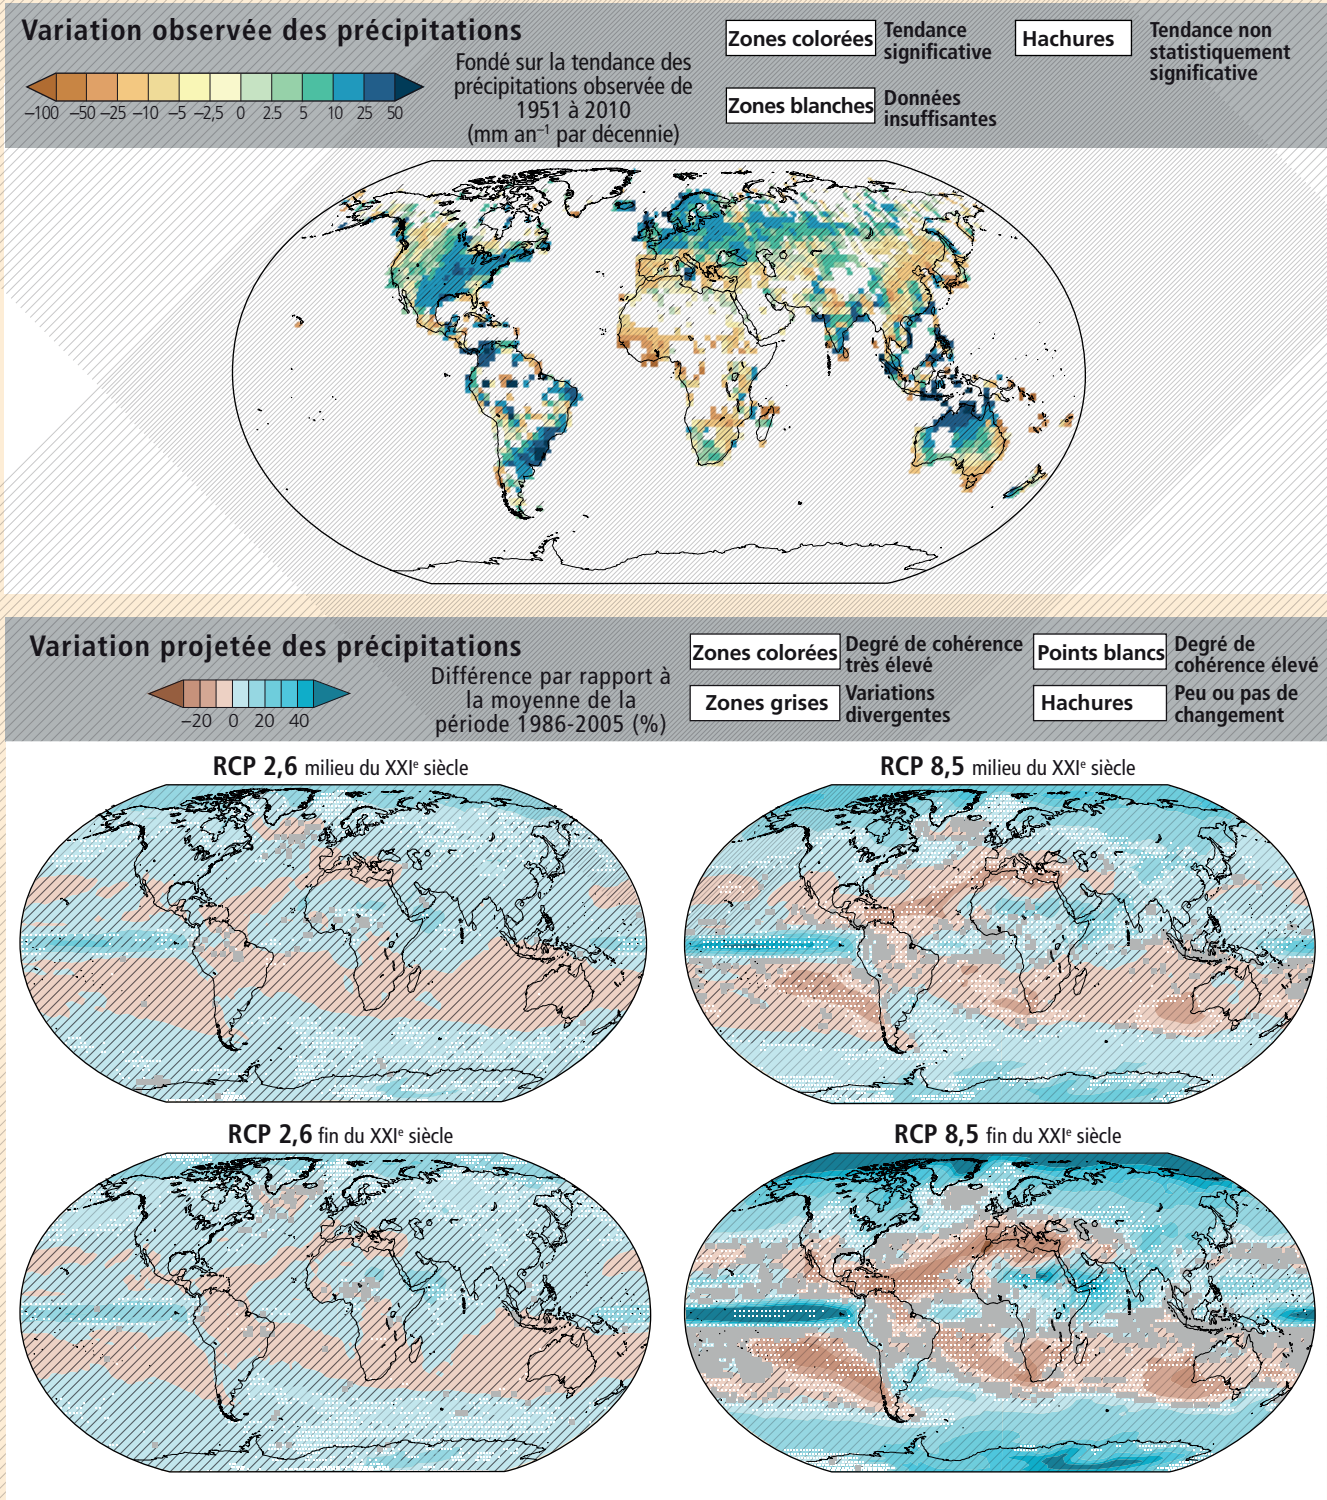 Variation observée des précipitations
–100 –50 –25 –10 –5 –2,5 0 2.5 5 10 25 50
Fondé sur la tendance des
précipitations observée de
1951 à 2010
(mm an–1 par décennie)
Zones colorées
Tendance
significative
Hachures
Tendance non
statistiquement
significative
Zones blanches
Données
insuffisantes
Variation projetée des précipitations
–20 0 20 40
Différence par rapport à
la moyenne de la
période 1986-2005 (%)
Zones colorées
Degré de cohérence
très élevé
Points blancs
Degré de
cohérence élevé
Zones grises
Variations
divergentes
Hachures
Peu ou pas de
changement
RCP 2,6 milieu du XXIe siècle
RCP 8,5 milieu du XXIe siècle
RCP 2,6 fin du XXIe siècle
RCP 8,5 fin du XXIe siècle